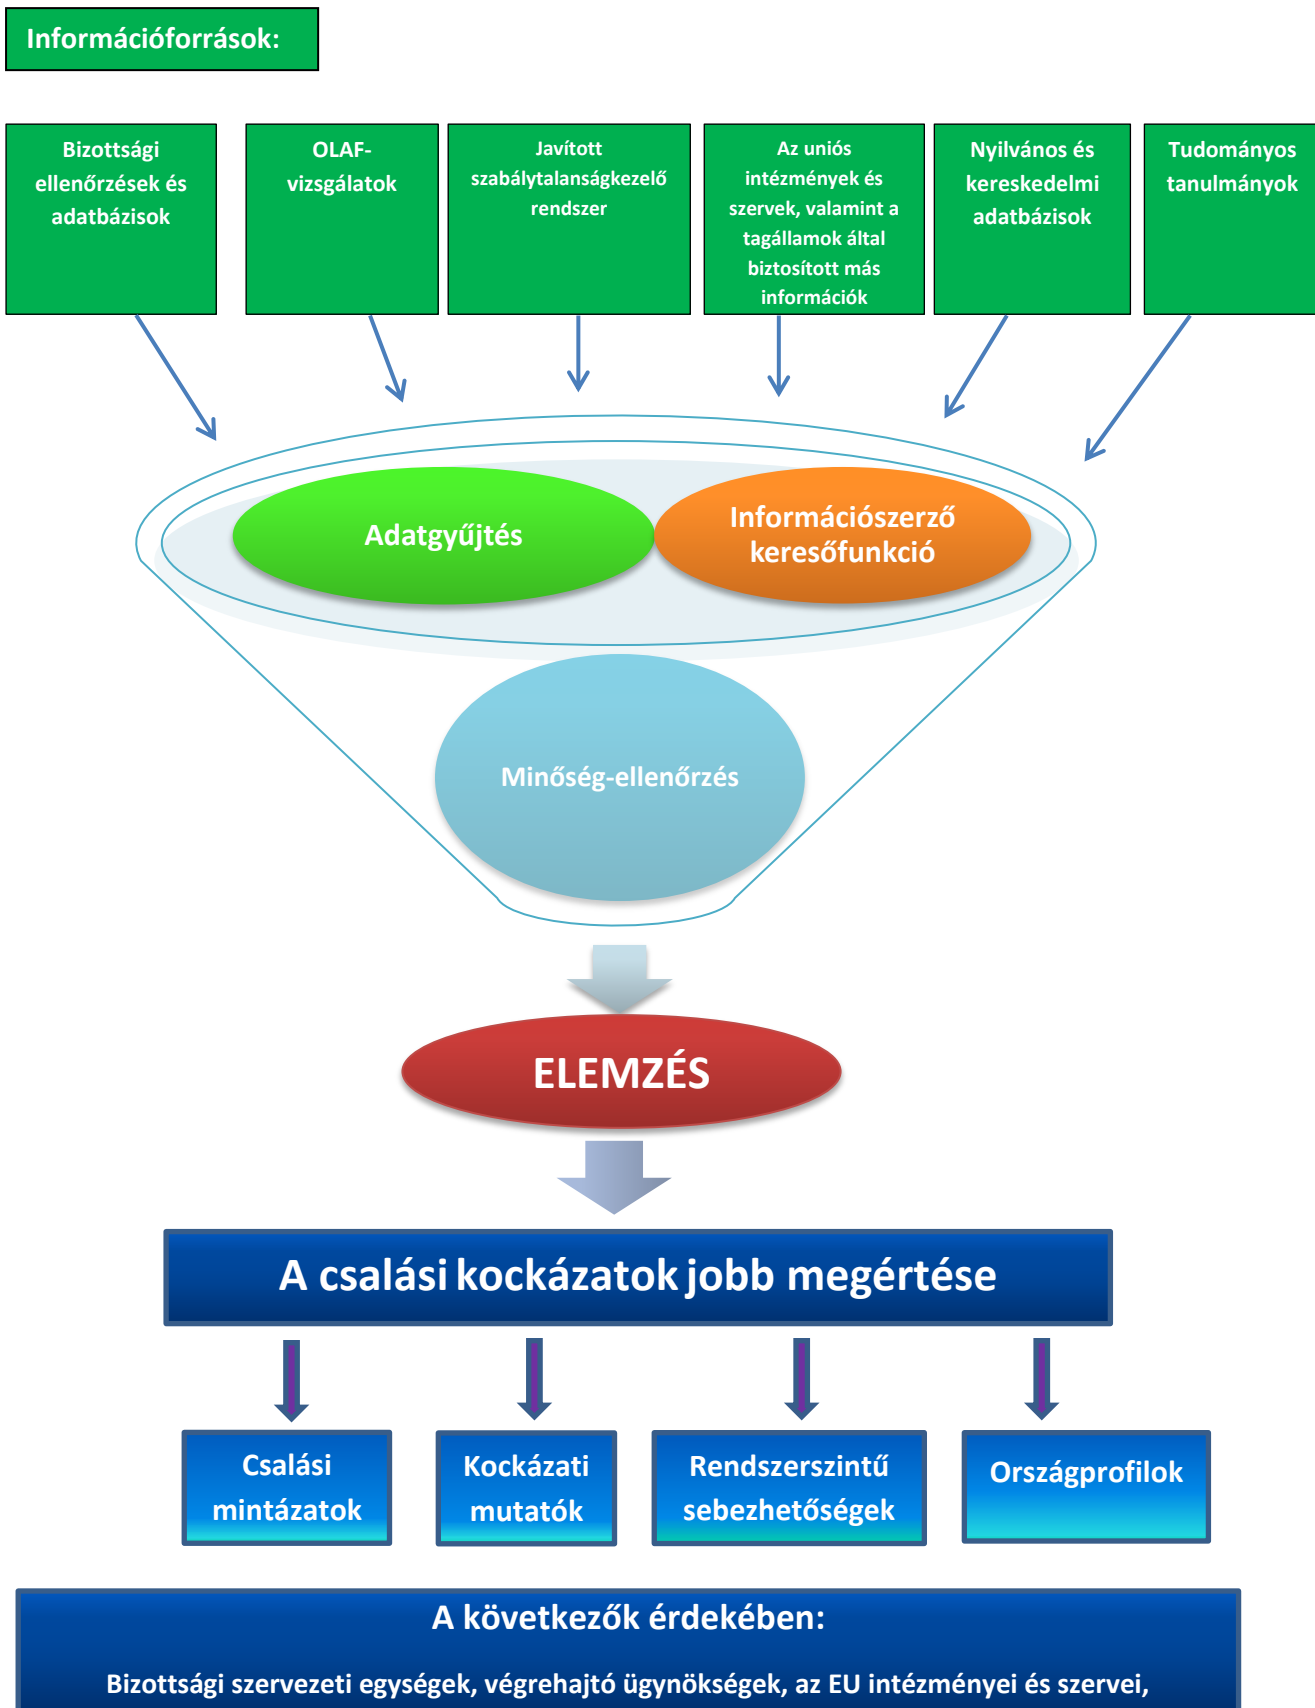 Információforrások:
Bizottsági
ellenőrzések és
adatbázisok
OLAF-
vizsgálatok
Javított
szabálytalanságkezelő
rendszer
Az uniós
intézmények és
szervek, valamint a
tagállamok által
biztosított más
információk
Nyilvános és
kereskedelmi
adatbázisok
Tudományos
tanulmányok
Adatgyűjtés
Információszerző
keresőfunkció
Minőség-ellenőrzés
ELEMZÉS
A csalási kockázatok jobb megértése
Csalási
mintázatok
Kockázati
mutatók
Rendszerszintű
sebezhetőségek
Országprofilok
A következők érdekében:
Bizottsági szervezeti egységek, végrehajtó ügynökségek, az EU intézményei és szervei,